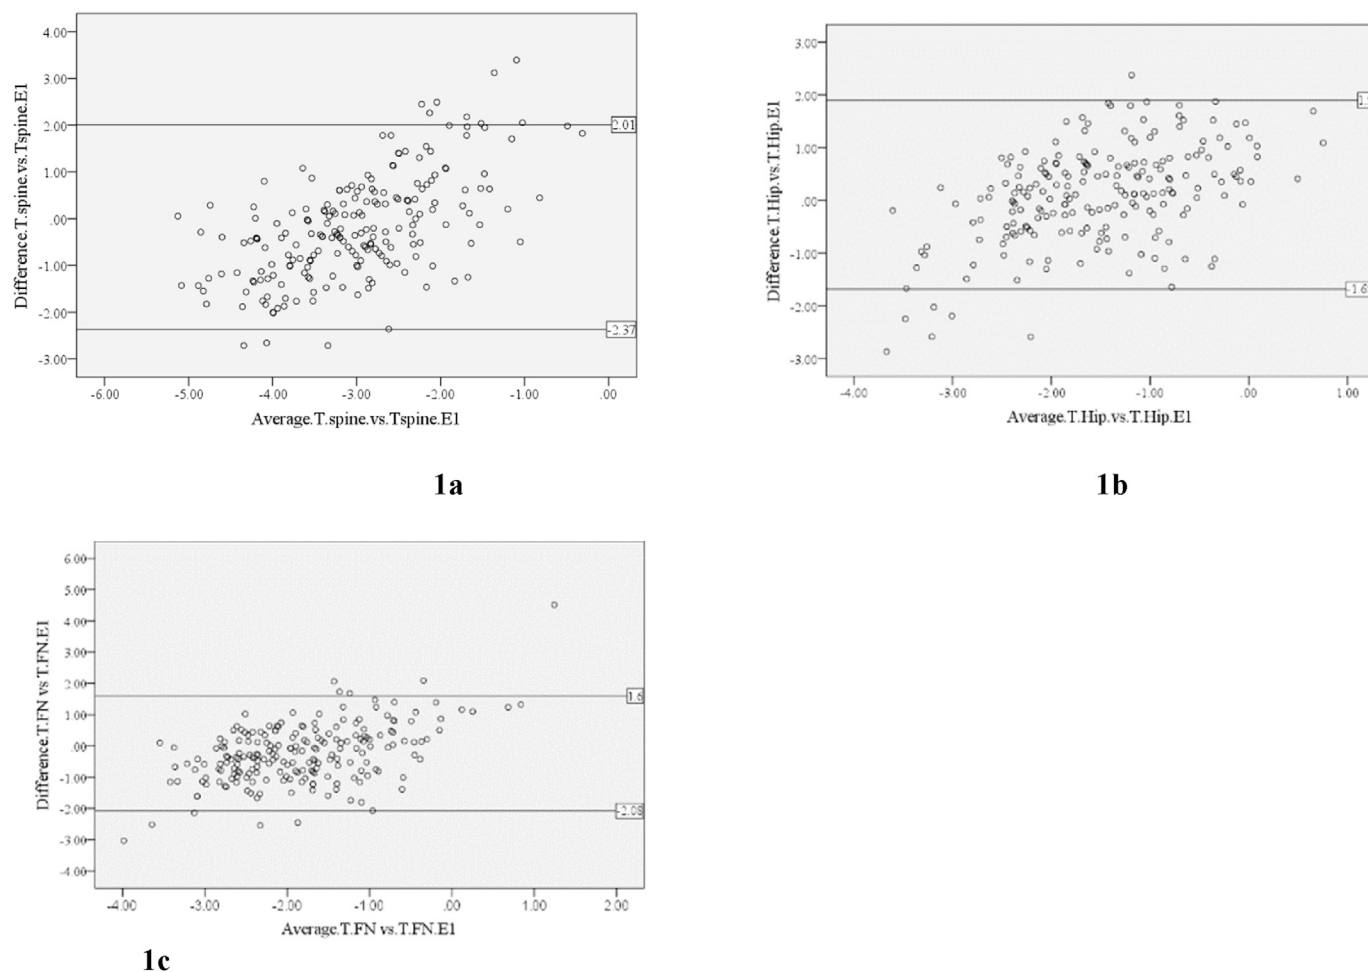 4.00
3.00
2.00
1.00
.00
-1.00
-2.00
-3.00
Difference.T.spine.vs.Tspine.E1
2.01
-2.37
-6.00 -5.00 -4.00 -3.00 -2.00 -1.00 .00
Average.T.spine.vs.Tspine.E1
1a
3.00
2.00
1.00
.00
-1.00
-2.00
-3.00
Difference.T.Hip.vs.T.Hip.E1
-4.00 -3.00 -2.00 -1.00 .00 1.00
Average.T.Hip.vs.T.Hip.E1
1b
6.00
5.00
4.00
3.00
2.00
1.00
.00
-1.00
-2.00
-3.00
-4.00
Difference.T.FN vs T.FN.E1
1.6
-2.08
-4.00 -3.00 -2.00 -1.00 .00 1.00 2.00
Average.T.FN vs.T.FN.E1
1c